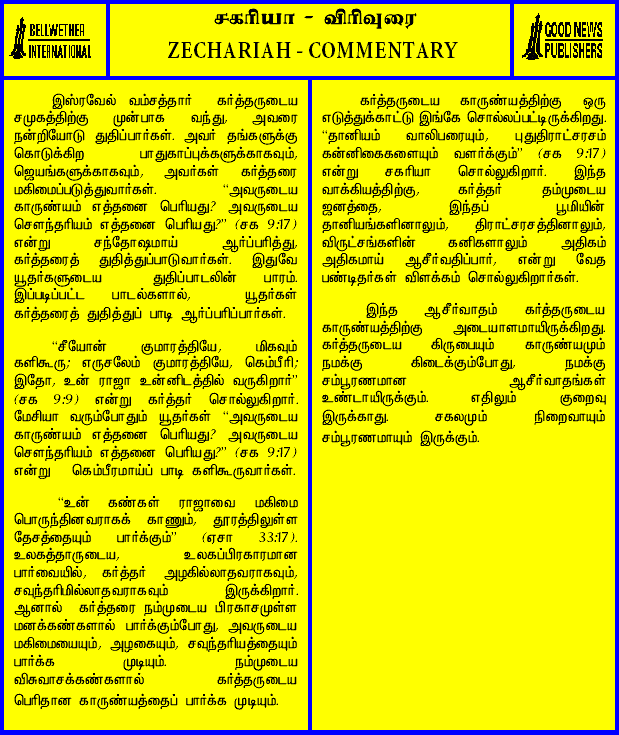 BELLWETHER
INTERNATIONAL
சகரியா - விரிவுரை
ZECHARIAH - COMMENTARY
GOOD NEWS
PUBLISHERS
இஸ்ரவேல் வம்சத்தார் கர்த்தருடைய
சமுகத்திற்கு முன்பாக வந்து, அவரை
நன்றியோடு துதிப்பார்கள். அவர் தங்களுக்கு
கொடுக்கிற பாதுகாப்புக்களுக்காகவும்,
ஜெயங்களுக்காகவும், அவர்கள் கர்த்தரை
மகிமைப்படுத்துவார்கள். “அவருடைய
காருண்யம் எத்தனை பெரியது? அவருடைய
சௌந்தரியம் எத்தனை பெரியது?” (சக 9:17)
என்று சந்தோஷமாய் ஆர்ப்பரித்து,
கர்த்தரைத் துதித்துப்பாடுவார்கள். இதுவே
யூதர்களுடைய துதிப்பாடலின் பாரம்.
இப்படிப்பட்ட பாடல்களால், யூதர்கள்
கர்த்தரைத் துதித்துப் பாடி ஆர்ப்பரிப்பார்கள்.
“சீயோன் குமாரத்தியே, மிகவும்
களிகூரு; எருசலேம் குமாரத்தியே, கெம்பீரி;
இதோ, உன் ராஜா உன்னிடத்தில் வருகிறார்”
(சக 9:9) என்று கர்த்தர் சொல்லுகிறார்.
மேசியா வரும்போதும் யூதர்கள் “அவருடைய
காருண்யம் எத்தனை பெரியது? அவருடைய
சௌந்தரியம் எத்தனை பெரியது?” (சக 9:17)
என்று கெம்பீரமாய்ப் பாடி களிகூருவார்கள்.
“உன் கண்கள் ராஜாவை மகிமை
பொருந்தினவராகக் காணும், தூரத்திலுள்ள
தேசத்தையும் பார்க்கும்” (ஏசா 33:17).
உலகத்தாருடைய, உலகப்பிரகாரமான
பார்வையில், கர்த்தர் அழகில்லாதவராகவும்,
சவுந்தரிமில்லாதவராகவும் இருக்கிறார்.
ஆனால் கர்த்தரை நம்முடைய பிரகாசமுள்ள
மனக்கண்களால் பார்க்கும்போது, அவருடைய
மகிமையையும், அழகையும், சவுந்தரியத்தையும்
பார்க்க முடியும். நம்முடைய
விசுவாசக்கண்களால் கர்த்தருடைய
பெரிதான காருண்யத்தைப் பார்க்க முடியும்.
கர்த்தருடைய காருண்யத்திற்கு ஒரு
எடுத்துக்காட்டு இங்கே சொல்லப்பட்டிருக்கிறது.
“தானியம் வாலிபரையும், புதுதிராட்சரசம்
கன்னிகைகளையும் வளர்க்கும்” (சக 9:17)
என்று சகரியா சொல்லுகிறார். இந்த
வாக்கியத்திற்கு, கர்த்தர் தம்முடைய
ஜனத்தை, இந்தப் பூமியின்
தானியங்களினாலும், திராட்சரசத்தினாலும்,
விருட்சங்களின் கனிகளாலும் அதிகம்
அதிகமாய் ஆசீர்வதிப்பார், என்று வேத
பண்டிதர்கள் விளக்கம் சொல்லுகிறார்கள்.
இந்த ஆசீர்வாதம் கர்த்தருடைய
காருண்யத்திற்கு அடையாளமாயிருக்கிறது.
கர்த்தருடைய கிருபையும் காருண்யமும்
நமக்கு கிடைக்கும்போது, நமக்கு
சம்பூரணமான ஆசீர்வாதங்கள்
உண்டாயிருக்கும். எதிலும் குறைவு
இருக்காது. சகலமும் நிறைவாயும்
சம்பூரணமாயும் இருக்கும்.